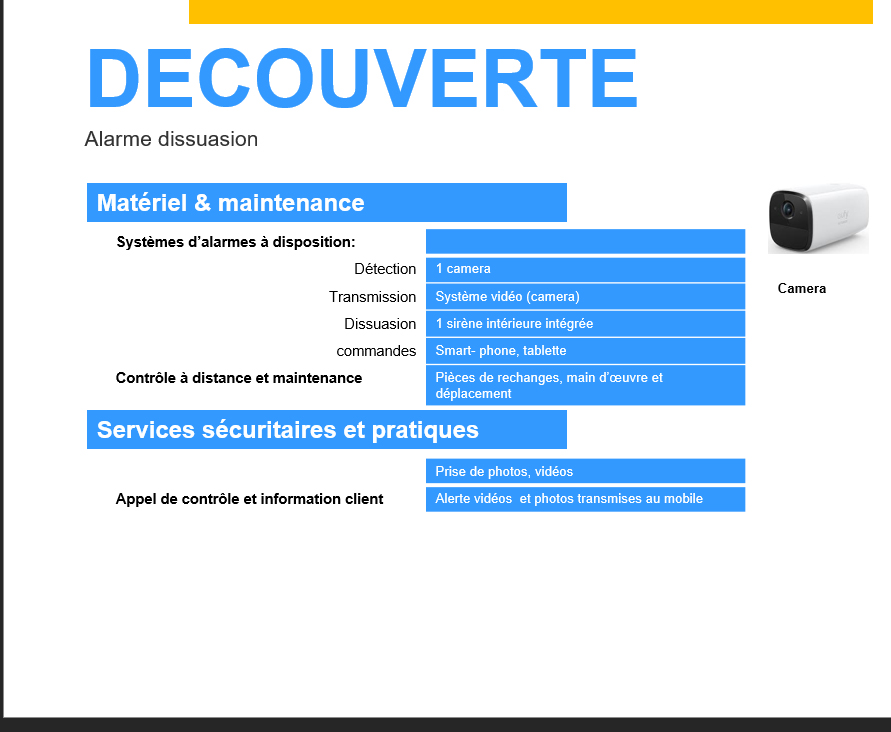 DECOUVERTE
Alarme dissuasion
Matériel & maintenance
Systèmes d'alarmes à disposition:
Détection 1 camera
Transmission Système vidéo (camera)
Dissuasion 1 sirène intérieure intégrée
commandes Smart- phone, tablette
Contrôle à distance et maintenance Pièces de rechanges, main d'œuvre et
déplacement
Camera
Services sécuritaires et pratiques
Prise de photos, vidéos
Appel de contrôle et information client Alerte vidéos  et photos transmises au mobile